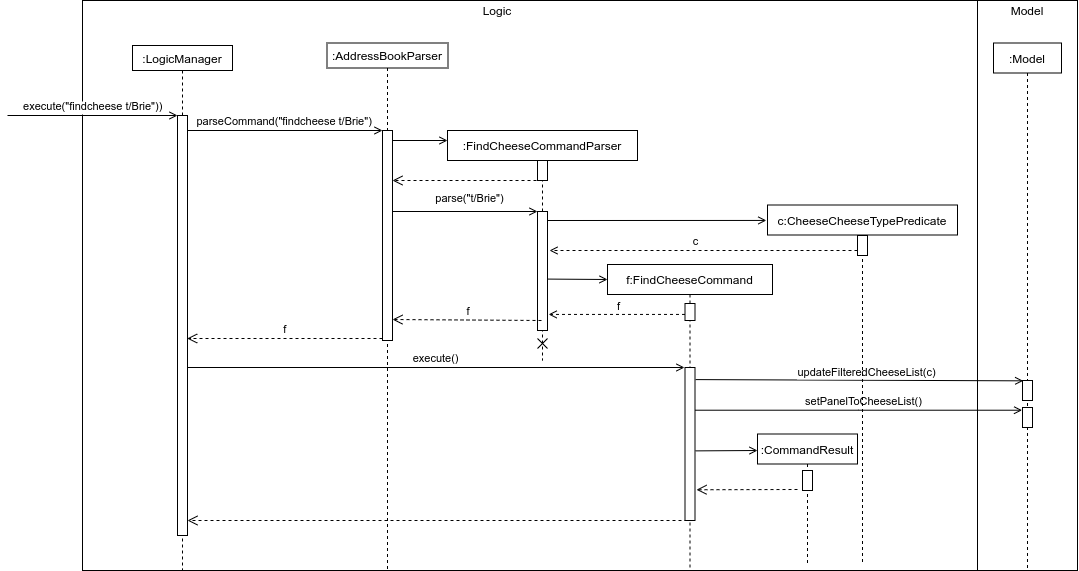 Logic
Model
:LogicManager
:AddressBookParser
:Model
execute("findcheese t/Brie"))
parseCommand("findcheese t/Brie")
:FindCheeseCommandParser
parse("t/Brie")
c:CheeseCheeseTypePredicate
c
f:FindCheeseCommand
f
f
f
execute()
updateFilteredCheeseList(c)
setPanelToCheeseList()
:CommandResult